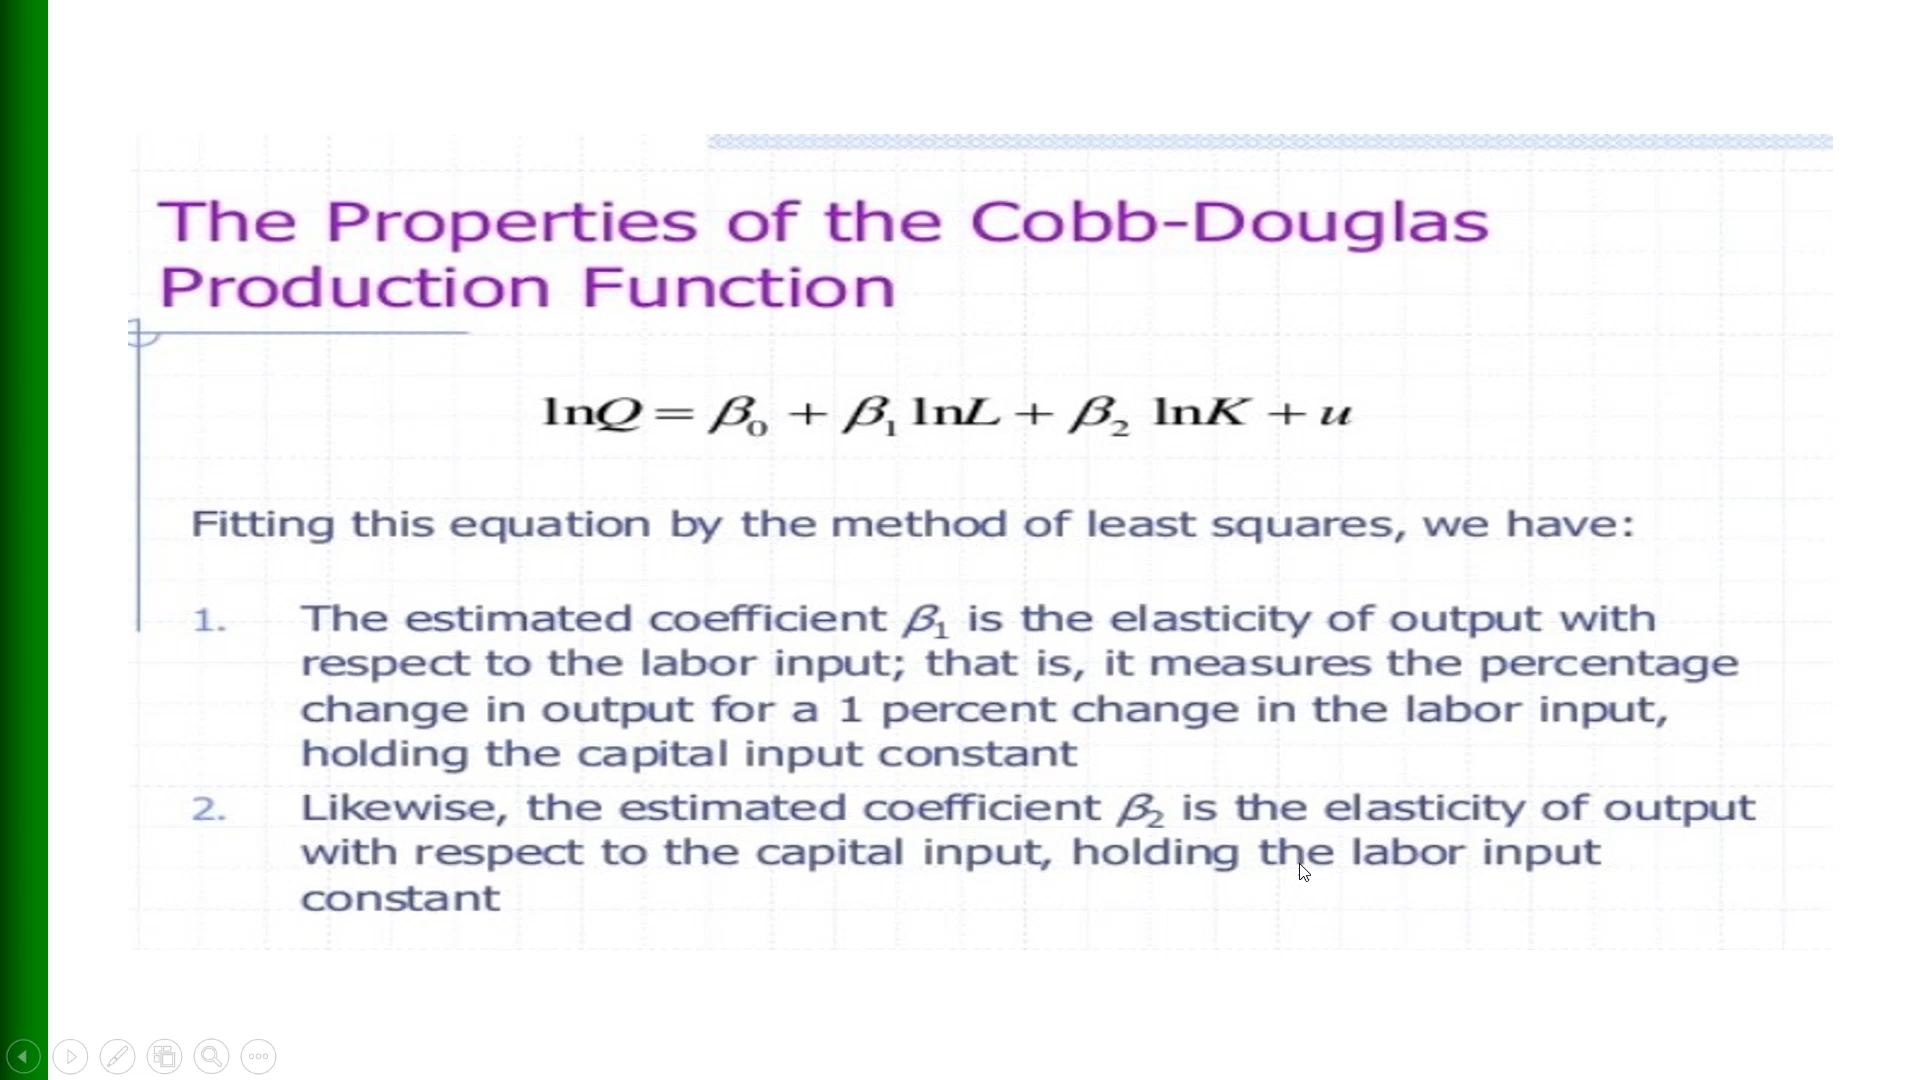 The Properties of the Cobb-Douglas
Production Function
lnQ = β₀ + β₁ lnL + β₂ lnK + u
Fitting this equation by the method of least squares, we have:
1. The estimated coefficient β₁ is the elasticity of output with
respect to the labor input; that is, it measures the percentage
change in output for a 1 percent change in the labor input,
holding the capital input constant
2. Likewise, the estimated coefficient β₂ is the elasticity of output
with respect to the capital input, holding the labor input
constant